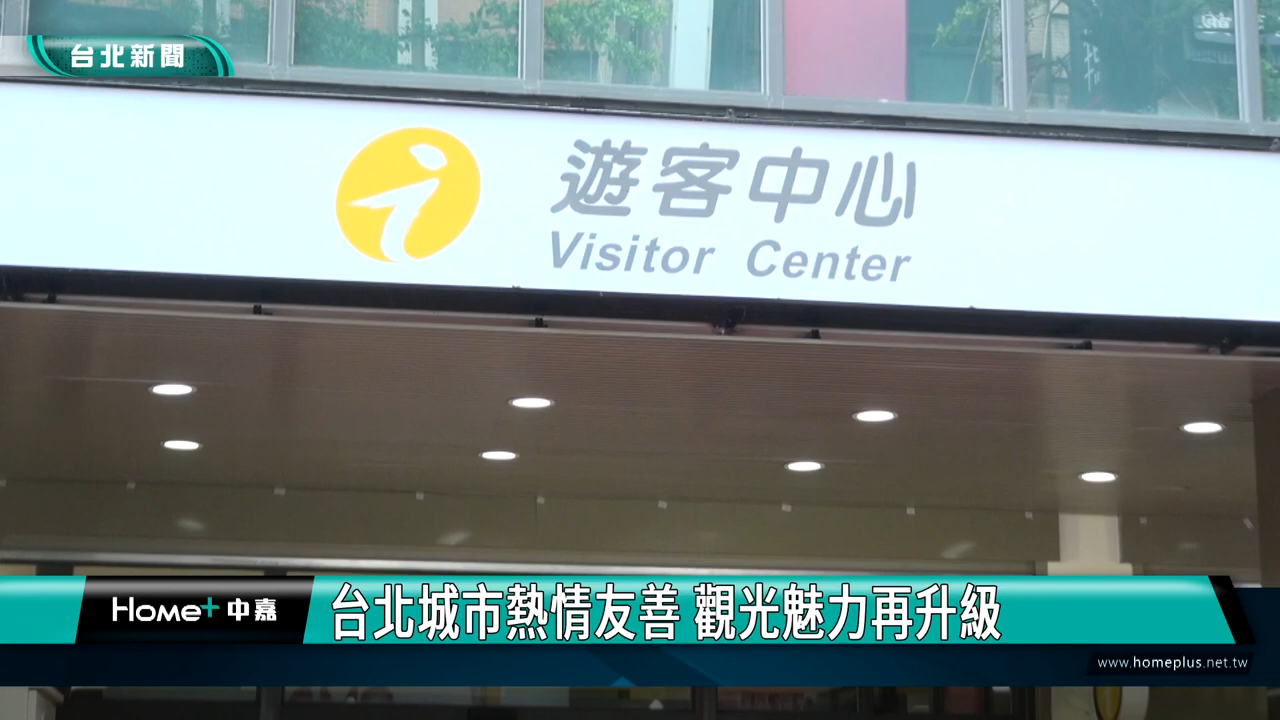 台北新聞
遊客中心
Visitor Center
Home+中嘉
台北城市熱情友善 觀光魅力再升級
www.homeplus.net.tw